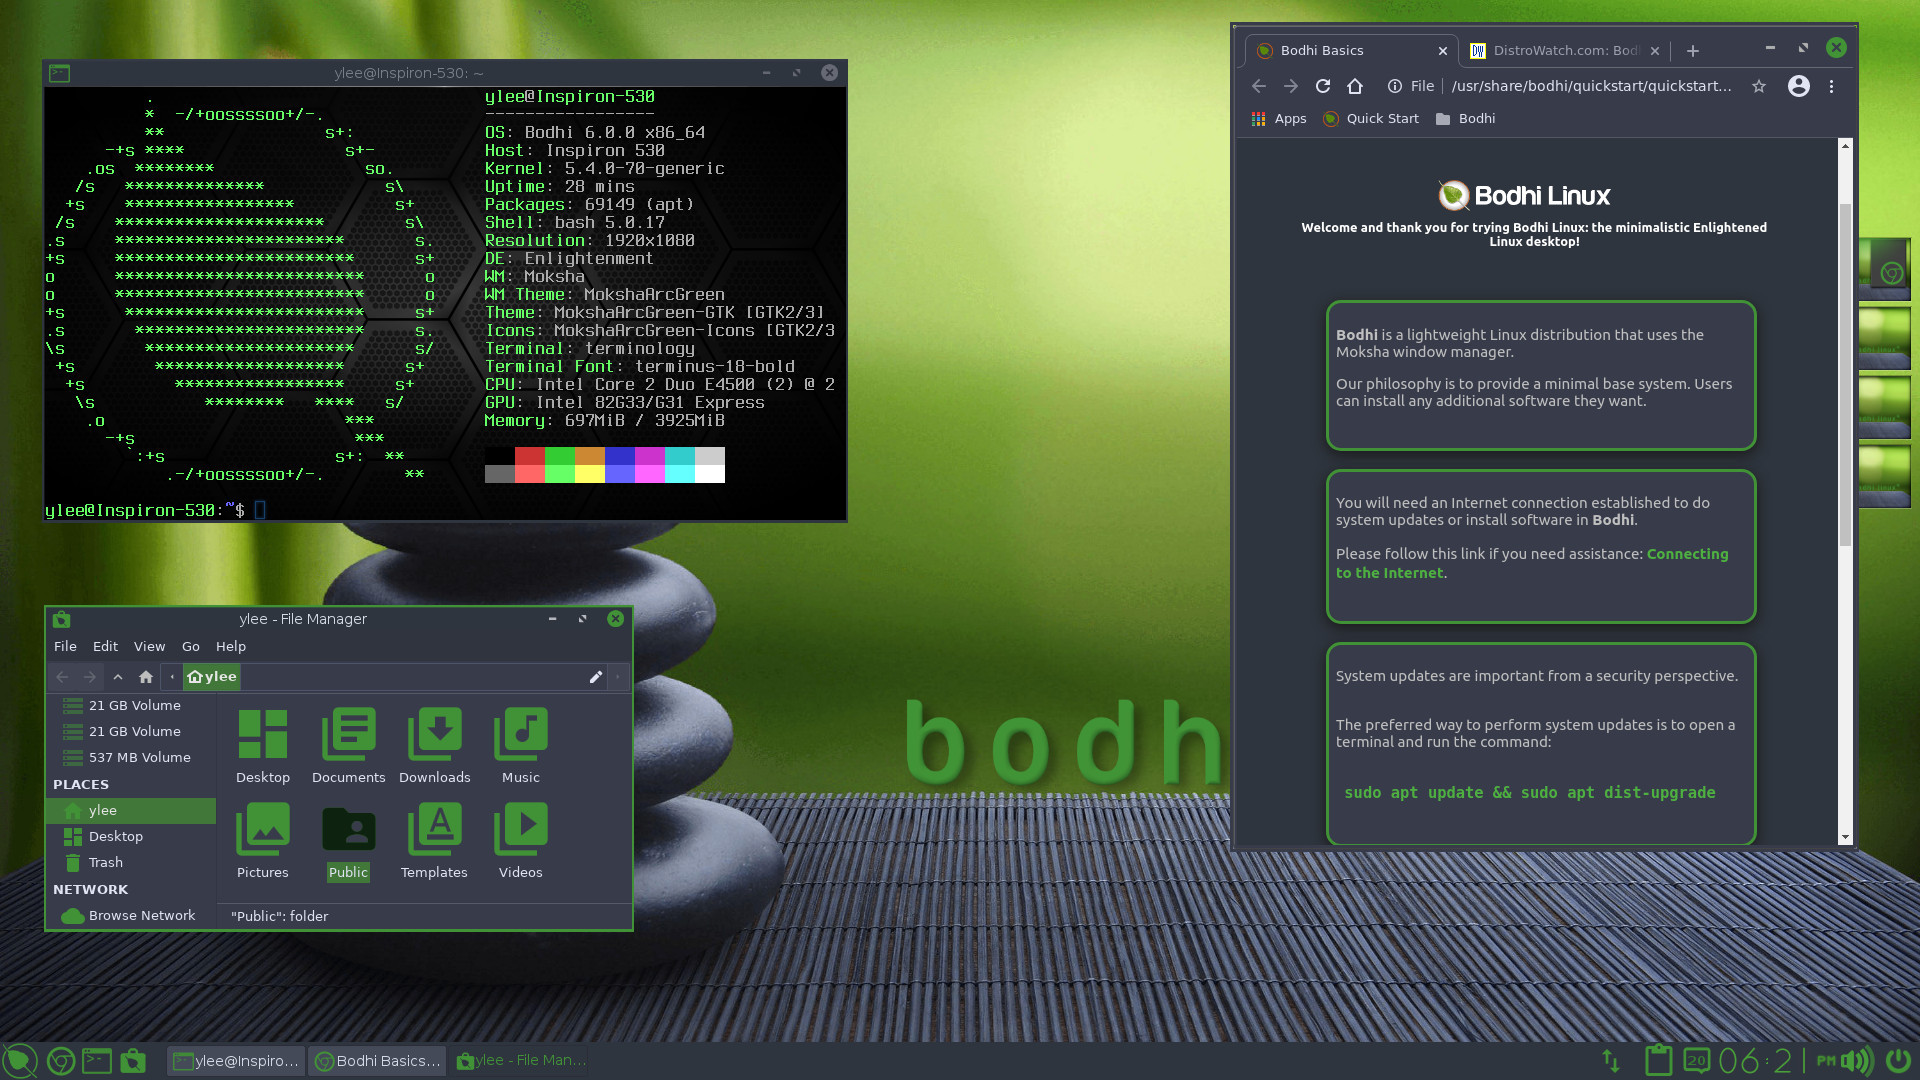 ylee@Inspiron-530: ~
ylee@Inspiron-530
-----------------
OS: Bodhi 6.0.0 x86_64
Host: Inspiron 530
Kernel: 5.4.0-70-generic
Uptime: 28 mins
Packages: 69149 (apt)
Shell: bash 5.0.17
Resolution: 1920x1080
DE: Enlightenment
WM: Moksha
WM Theme: MokshaArcGreen
Theme: MokshaArcGreen-GTK [GTK2/3]
Icons: MokshaArcGreen-Icons [GTK2/3
Terminal: terminology
Terminal Font: terminus-18-bold
CPU: Intel Core 2 Duo E4500 (2) @ 2
GPU: Intel 82G33/G31 Express
Memory: 697MiB / 3925MiB
ylee@Inspiron-530:~$
ylee - File Manager
File Edit View Go Help
ylee
21 GB Volume
21 GB Volume
537 MB Volume
PLACES
ylee
Desktop
Trash
NETWORK
Browse Network
Desktop Documents Downloads Music
Pictures Public Templates Videos
"Public": folder
bodh
Bodhi Basics
DistroWatch.com: Bod
File /usr/share/bodhi/quickstart/quickstart...
Apps Quick Start Bodhi
Bodhi Linux
Welcome and thank you for trying Bodhi Linux: the minimalistic Enlightened
Linux desktop!
Bodhi is a lightweight Linux distribution that uses the
Moksha window manager.
Our philosophy is to provide a minimal base system. Users
can install any additional software they want.
You will need an Internet connection established to do
system updates or install software in Bodhi.
Please follow this link if you need assistance: Connecting
to the Internet.
System updates are important from a security perspective.
The preferred way to perform system updates is to open a
terminal and run the command:
sudo apt update && sudo apt dist-upgrade
ylee@Inspiro... Bodhi Basics... ylee - File Man...
20 06:21 PM